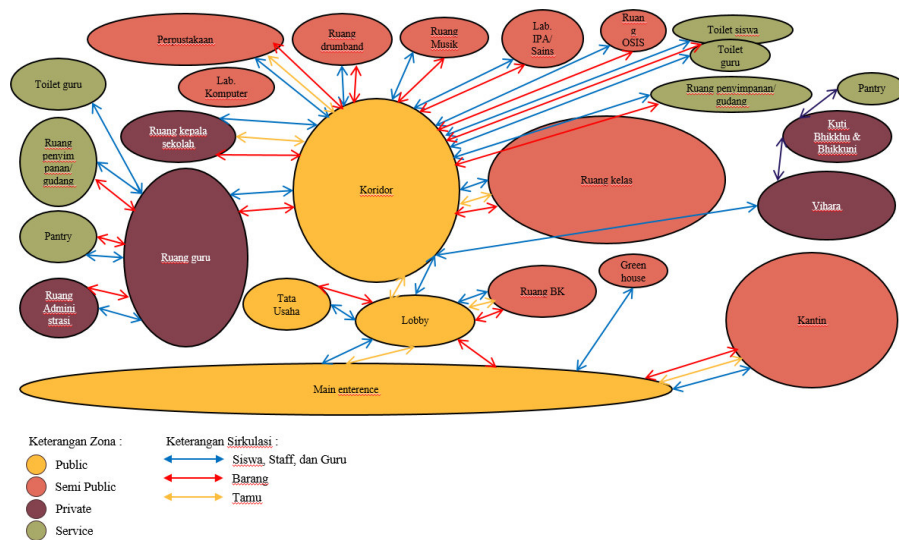 Perpustakaan
Ruang
drumband
Ruang
Musik
Lab.
IPA/
Sains
Ruan
g
OSIS
Toilet siswa
Toilet
guru
Toilet guru
Lab.
Komputer
Ruang penyimpanan/
gudang
Pantry
Ruang kepala
sekolah
Kuti
Bhikkhu &
Bhikkuni
Ruang
penyim
panan/
gudang
Koridor
Ruang kelas
Vihara
Pantry
Ruang guru
Green
house
Ruang
Admini
strasi
Tata
Usaha
Ruang BK
Lobby
Kantin
Main enterence
Keterangan Zona :
Public
Semi Public
Private
Service
Keterangan Sirkulasi :
Siswa, Staff, dan Guru
Barang
Tamu